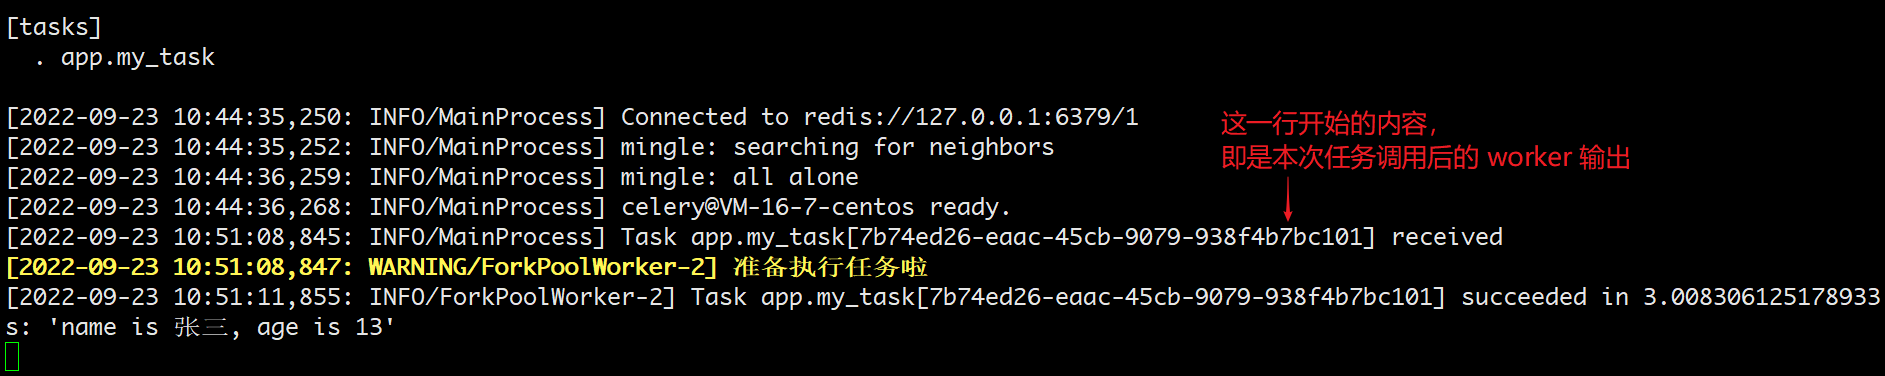 [tasks]
  . app.my_task
[2022-09-23 10:44:35,250: INFO/MainProcess] Connected to redis://127.0.0.1:6379/1
[2022-09-23 10:44:35,252: INFO/MainProcess] mingle: searching for neighbors
[2022-09-23 10:44:36,259: INFO/MainProcess] mingle: all alone
[2022-09-23 10:44:36,268: INFO/MainProcess] celery@VM-16-7-centos ready.
这一行开始的内容，
即是本次任务调用后的 worker 输出
[2022-09-23 10:51:08,845: INFO/MainProcess] Task app.my_task[7b74ed26-eaac-45cb-9079-938f4b7bc101] received
[2022-09-23 10:51:08,847: WARNING/ForkPoolWorker-2] 准备执行任务啦
[2022-09-23 10:51:11,855: INFO/ForkPoolWorker-2] Task app.my_task[7b74ed26-eaac-45cb-9079-938f4b7bc101] succeeded in 3.008306125178933
s: 'name is 张三, age is 13'